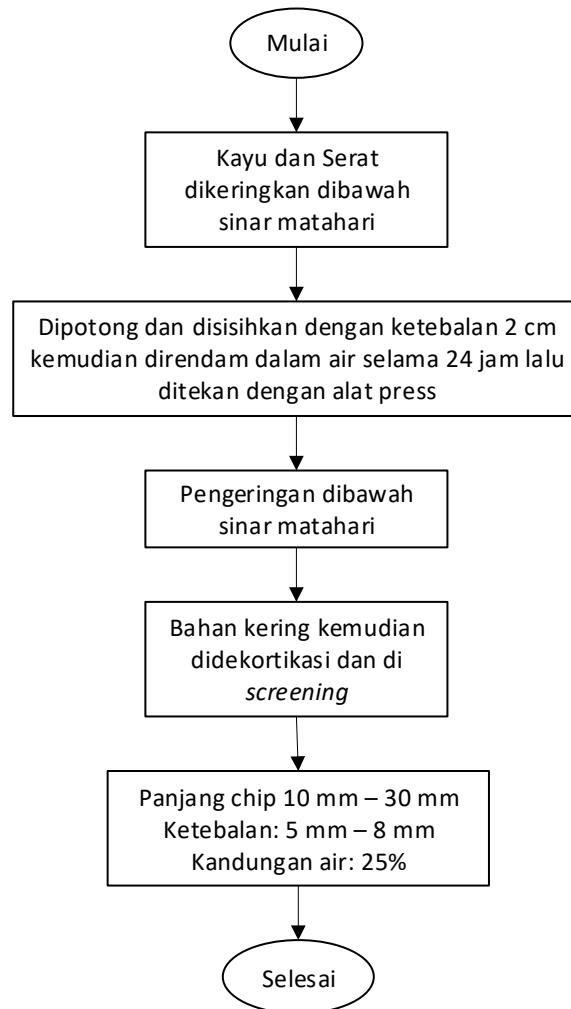 Mulai
Kayu dan Serat
dikeringkan dibawah
sinar matahari
Dipotong dan disisihkan dengan ketebalan 2 cm
kemudian direndam dalam air selama 24 jam lalu
ditekan dengan alat press
Pengeringan dibawah
sinar matahari
Bahan kering kemudian
didekortikasi dan di
screening
Panjang chip 10 mm – 30 mm
Ketebalan: 5 mm – 8 mm
Kandungan air: 25%
Selesai